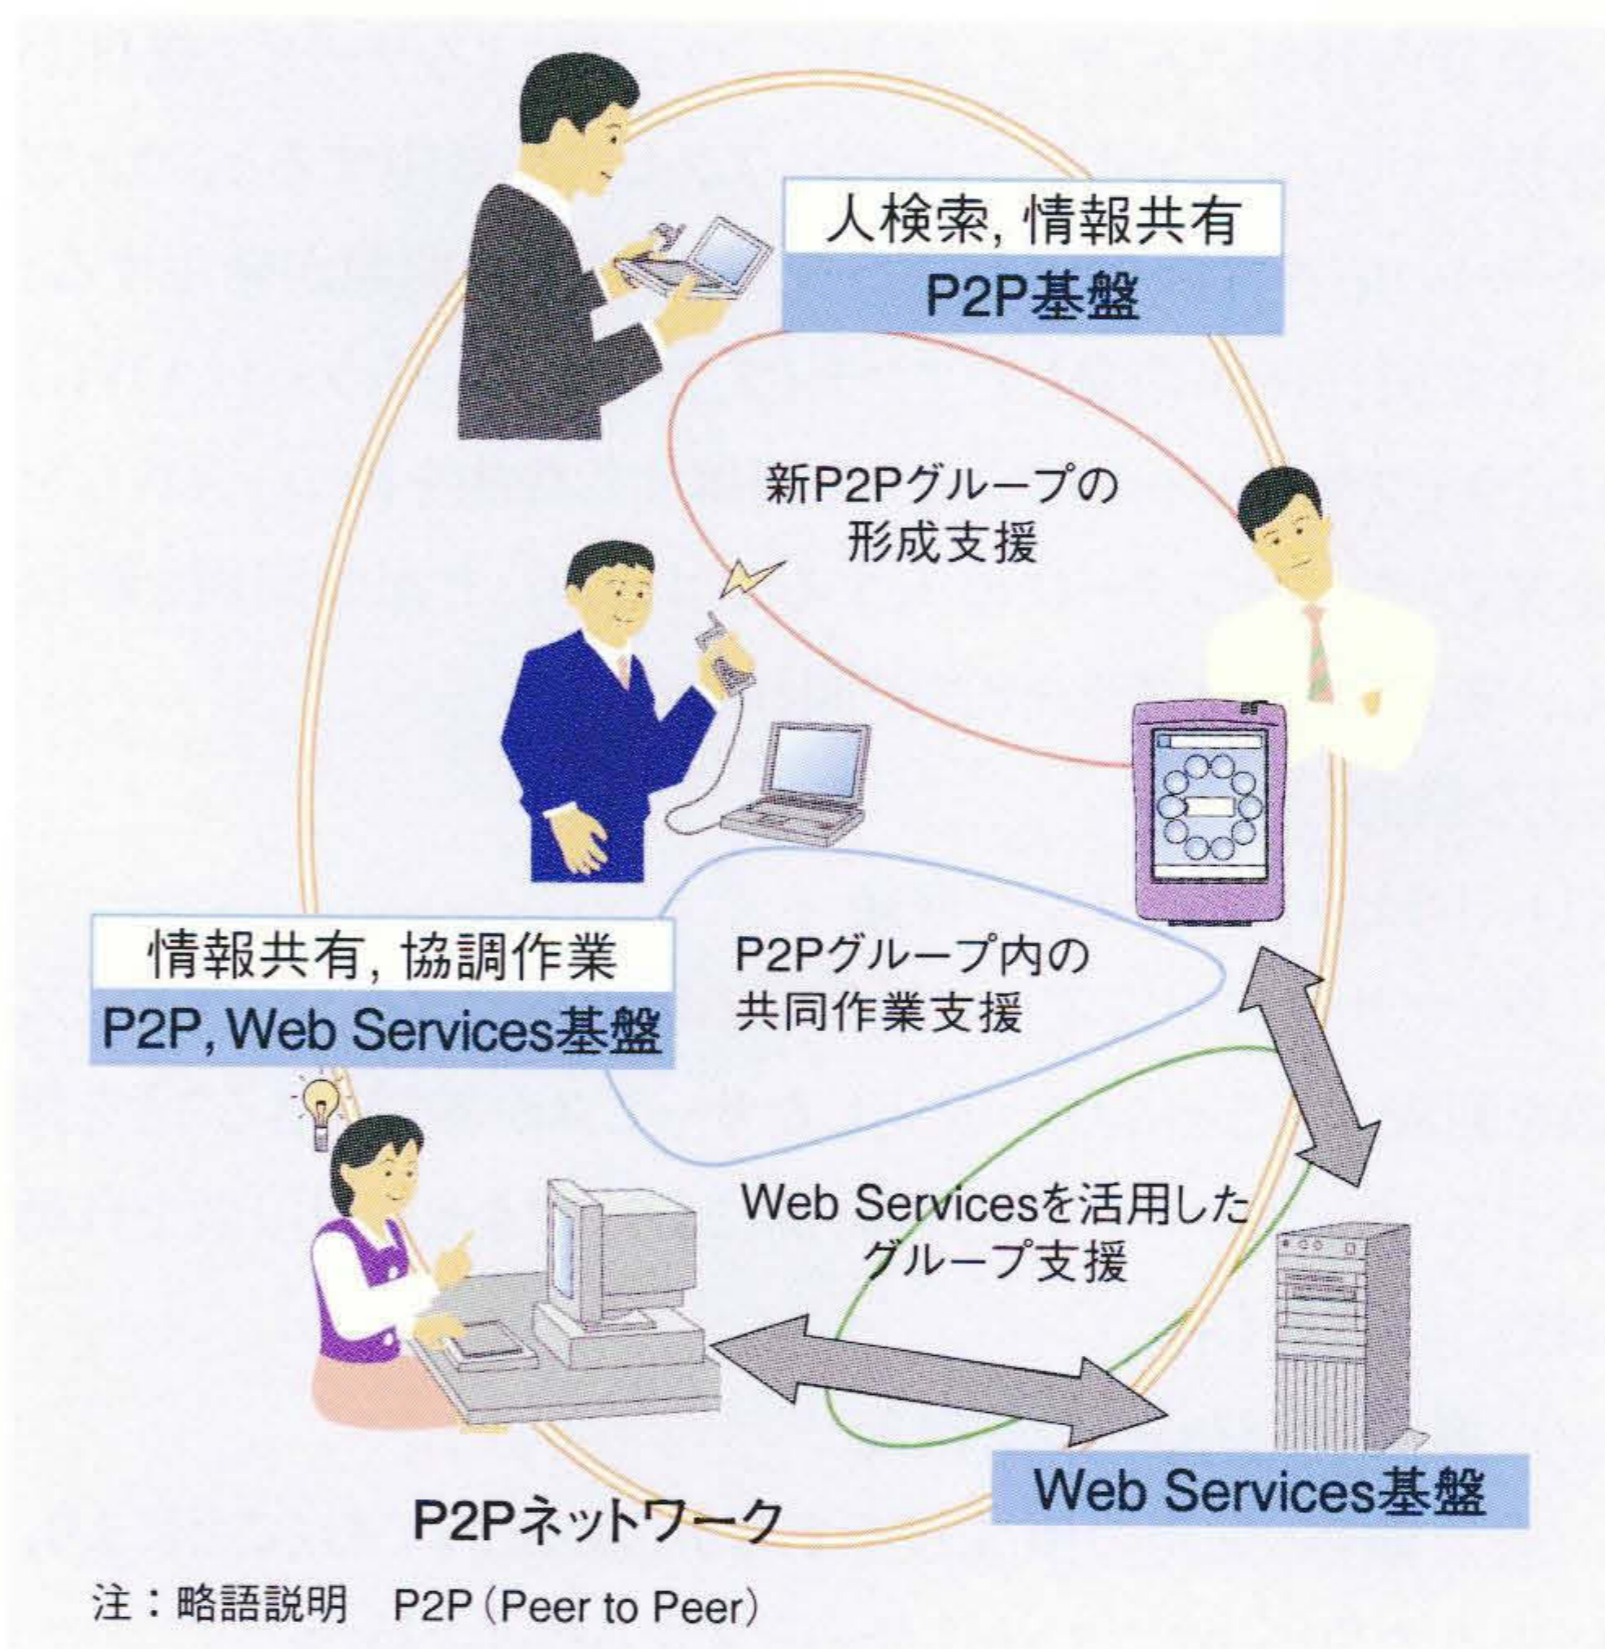 人検索, 情報共有
P2P基盤
新P2Pグループの
形成支援
情報共有, 協調作業
P2P, Web Services基盤
P2Pグループ内の
共同作業支援
Web Servicesを活用した
グループ支援
Web Services基盤
P2Pネットワーク
注：略語説明　P2P（Peer to Peer）